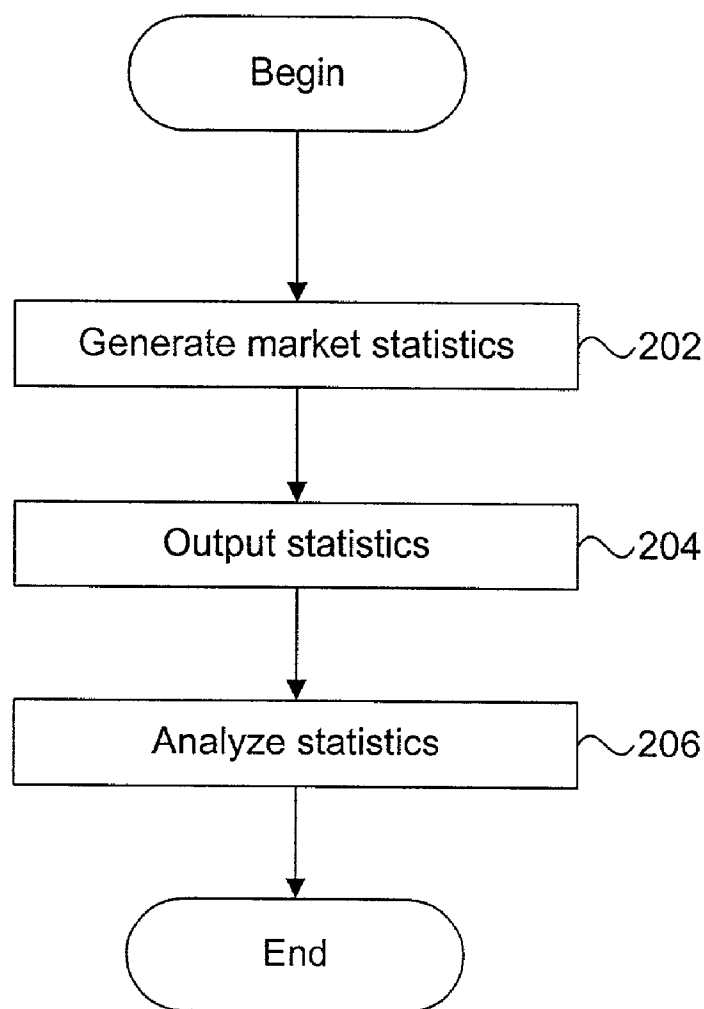 Begin
Generate market statistics 202
Output statistics 204
Analyze statistics 206
End